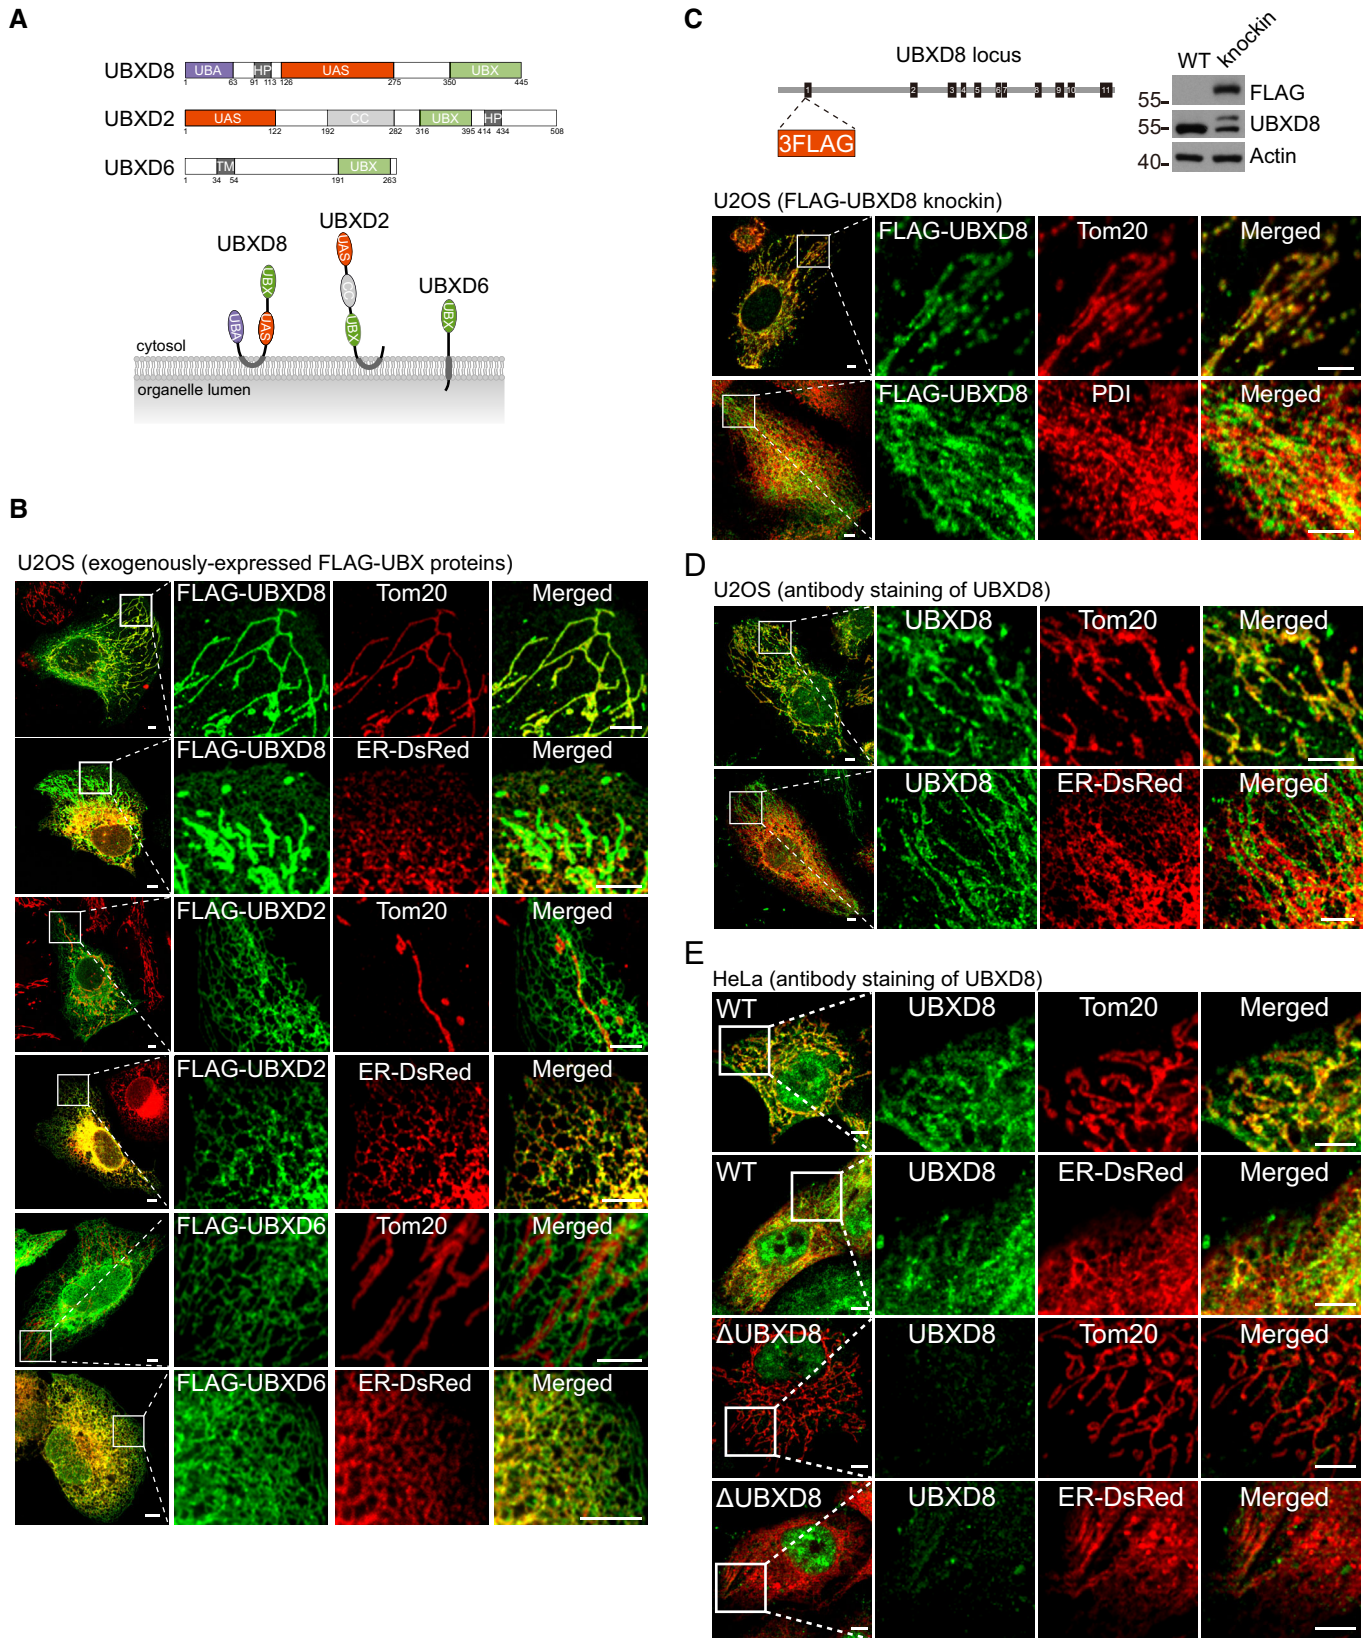 A
UBXD8
UBA
HP
UAS
UBX
1 63 91 113 126 275 350 445
UBXD2
UAS
CC
UBX
HP
1 122 192 282 316 395 414 434 508
UBXD6
TM
UBX
1 34 54 191 263
UBXD8
UBXD2
UBXD6
UBA
UAS
UBX
UAS
CC
UBX
UBX
cytosol
organelle lumen
B
U2OS (exogenously-expressed FLAG-UBX proteins)
FLAG-UBXD8 Tom20 Merged
FLAG-UBXD8 ER-DsRed Merged
FLAG-UBXD2 Tom20 Merged
FLAG-UBXD2 ER-DsRed Merged
FLAG-UBXD6 Tom20 Merged
FLAG-UBXD6 ER-DsRed Merged
C
UBXD8 locus
1 2 3 4 5 6 7 8 9 10 11
3FLAG
WT knockin
55 FLAG
55 UBXD8
40 Actin
U2OS (FLAG-UBXD8 knockin)
FLAG-UBXD8 Tom20 Merged
FLAG-UBXD8 PDI Merged
D
U2OS (antibody staining of UBXD8)
UBXD8 Tom20 Merged
UBXD8 ER-DsRed Merged
E
HeLa (antibody staining of UBXD8)
WT UBXD8 Tom20 Merged
WT UBXD8 ER-DsRed Merged
ΔUBXD8 UBXD8 Tom20 Merged
ΔUBXD8 UBXD8 ER-DsRed Merged